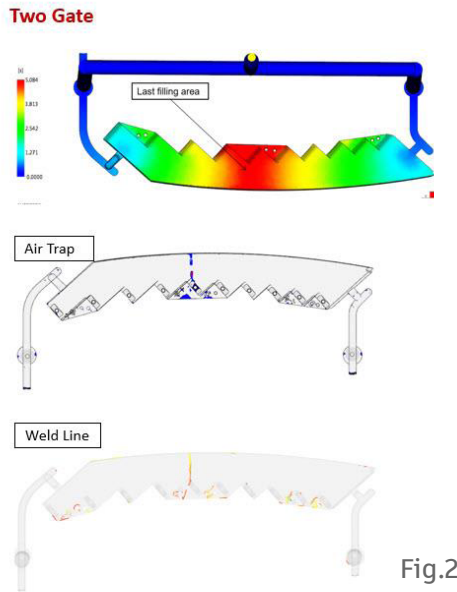 Two Gate
[s]
5.084
Last filling area
3.813
2.542
1.271
0.0000
Air Trap
Weld Line
Fig.2